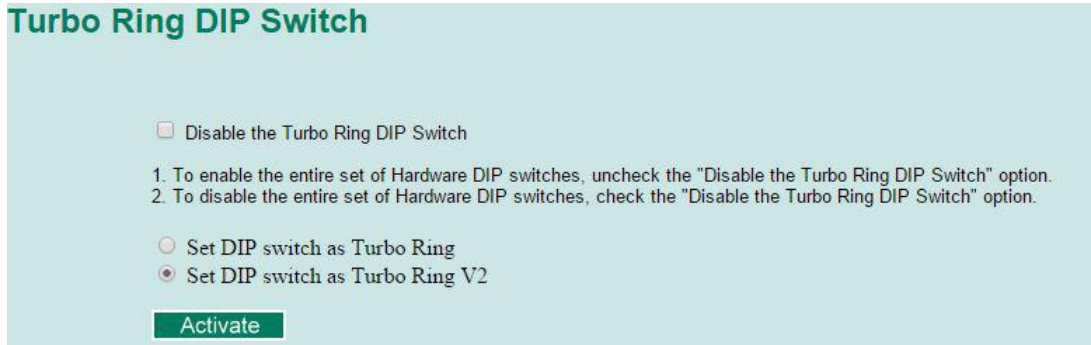 Turbo Ring DIP Switch
Disable the Turbo Ring DIP Switch
1. To enable the entire set of Hardware DIP switches, uncheck the "Disable the Turbo Ring DIP Switch" option.
2. To disable the entire set of Hardware DIP switches, check the "Disable the Turbo Ring DIP Switch" option.
Set DIP switch as Turbo Ring
Set DIP switch as Turbo Ring V2
Activate